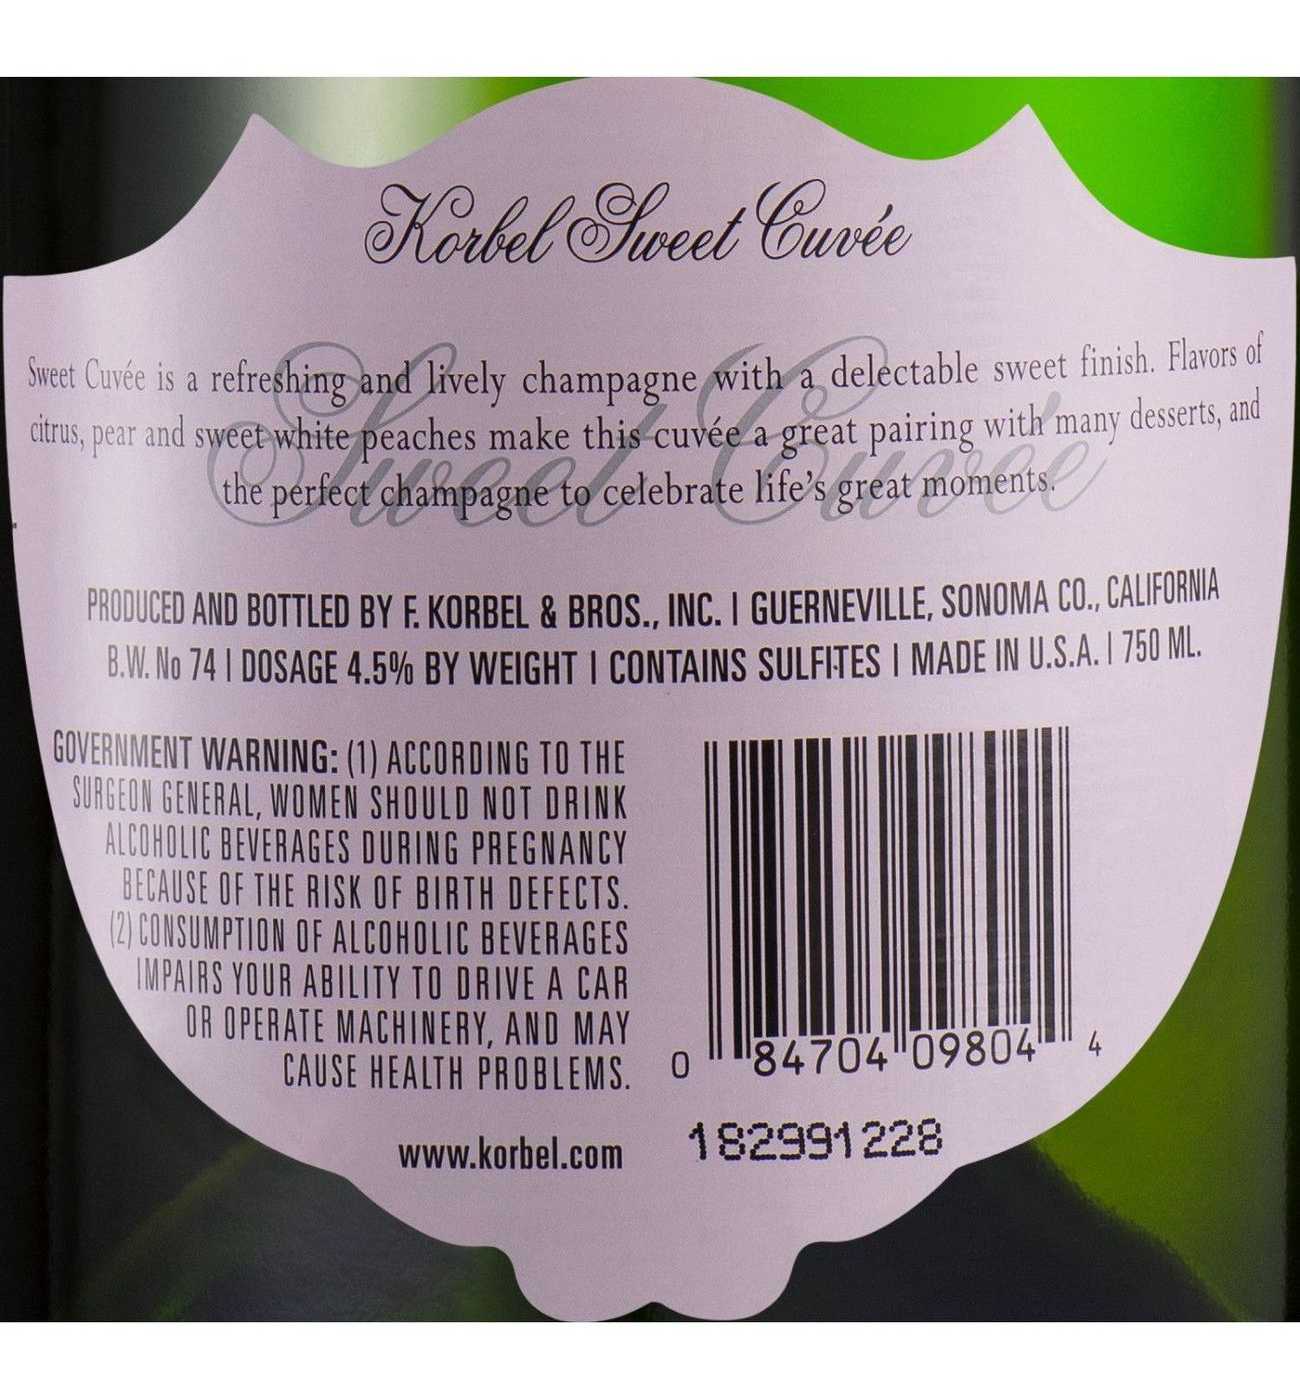 Korbel Sweet Cuvée
Sweet Cuvée
Sweet Cuvée is a refreshing and lively champagne with a delectable sweet finish. Flavors of
citrus, pear and sweet white peaches make this cuvée a great pairing with many desserts, and
the perfect champagne to celebrate life's great moments.
PRODUCED AND BOTTLED BY F. KORBEL & BROS., INC. | GUERNEVILLE, SONOMA CO., CALIFORNIA
B.W. No 74 | DOSAGE 4.5% BY WEIGHT | CONTAINS SULFITES | MADE IN U.S.A. | 750 ML.
GOVERNMENT WARNING: (1) ACCORDING TO THE
SURGEON GENERAL, WOMEN SHOULD NOT DRINK
ALCOHOLIC BEVERAGES DURING PREGNANCY
BECAUSE OF THE RISK OF BIRTH DEFECTS.
(2) CONSUMPTION OF ALCOHOLIC BEVERAGES
IMPAIRS YOUR ABILITY TO DRIVE A CAR
OR OPERATE MACHINERY, AND MAY
CAUSE HEALTH PROBLEMS.
www.korbel.com
0 84704 09804 4
182991228